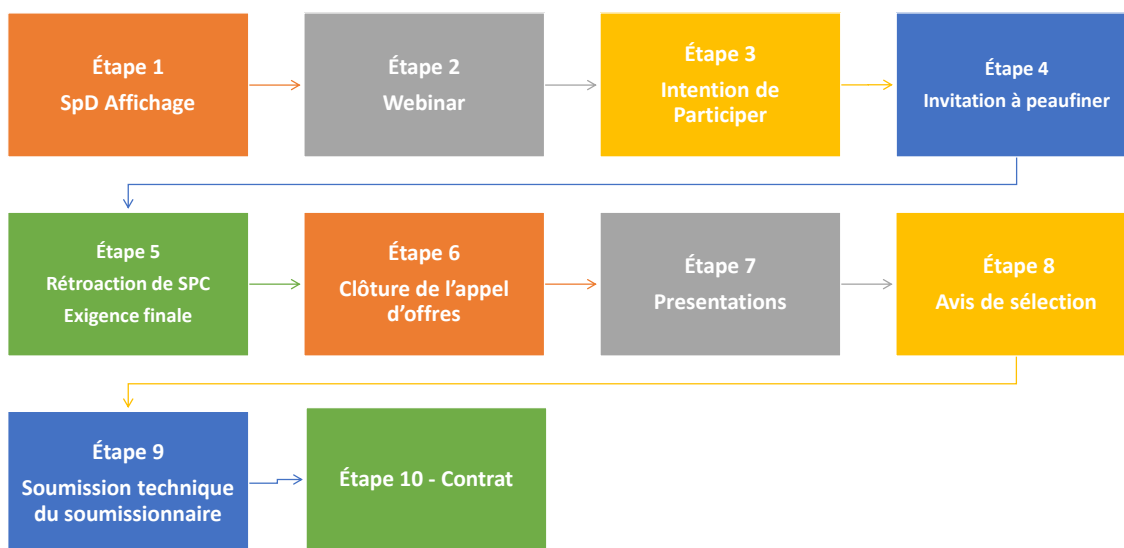 Étape 1
SpD Affichage
Étape 2
Webinar
Étape 3
Intention de
Participer
Étape 4
Invitation à peaufiner
Étape 5
Rétroaction de SPC
Exigence finale
Étape 6
Clôture de l’appel
d’offres
Étape 7
Presentations
Étape 8
Avis de sélection
Étape 9
Soumission technique
du soumissionnaire
Étape 10 - Contrat